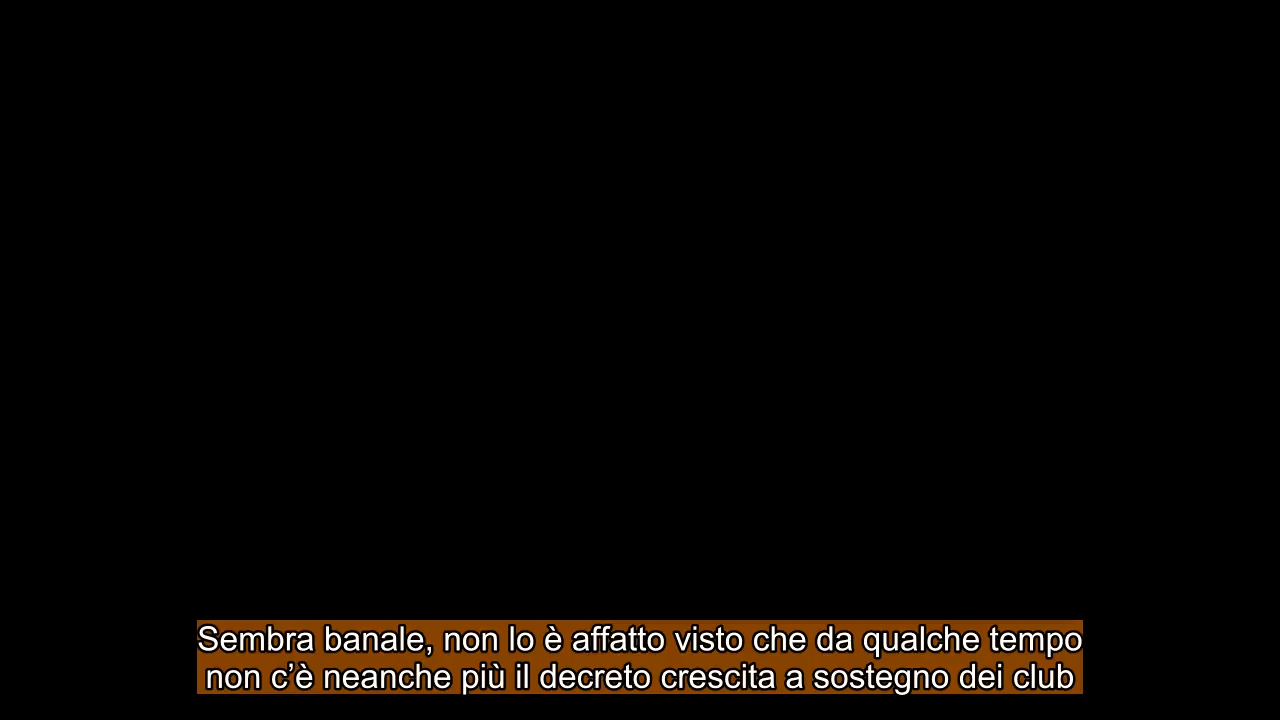 Sembra banale, non lo è affatto visto che da qualche tempo
non c’è neanche più il decreto crescita a sostegno dei club